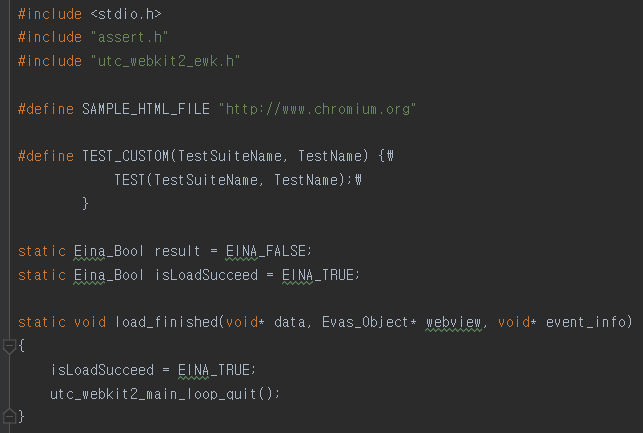 #include <stdio.h>
#include "assert.h"
#include "utc_webkit2_ewk.h"
#define SAMPLE_HTML_FILE "http://www.chromium.org"
#define TEST_CUSTOM(TestSuiteName, TestName) {₩
TEST(TestSuiteName, TestName);₩
}
static Eina_Bool result = EINA_FALSE;
static Eina_Bool isLoadSucceed = EINA_TRUE;
static void load_finished(void* data, Evas_Object* webview, void* event_info)
{
isLoadSucceed = EINA_TRUE;
utc_webkit2_main_loop_quit();
}